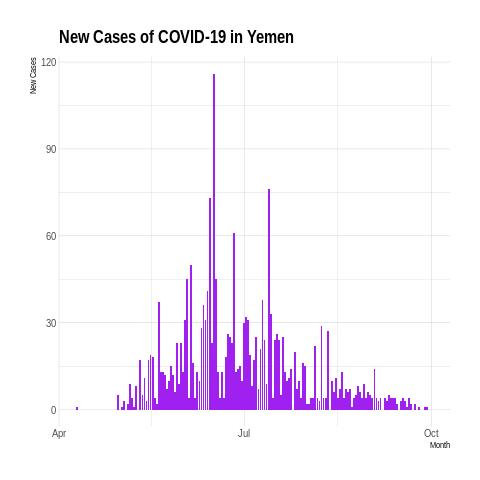 New Cases of COVID-19 in Yemen
New Cases
120
90
60
30
0
Apr
Jul
Oct
Month